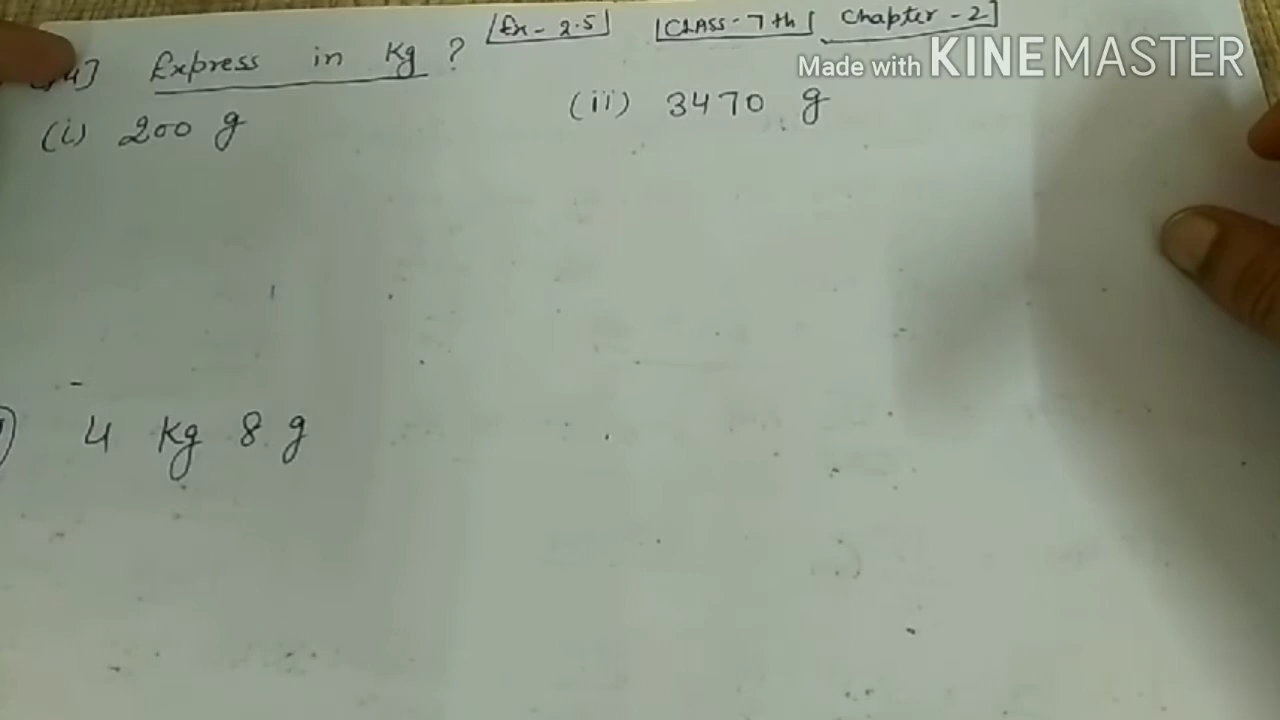 [Ex - 2.5] [CLASS - 7th] Chapter - 2]
4] Express in Kg ?
Made with KINEMASTER
(i) 200 g (ii) 3470 g
4 Kg 8 g